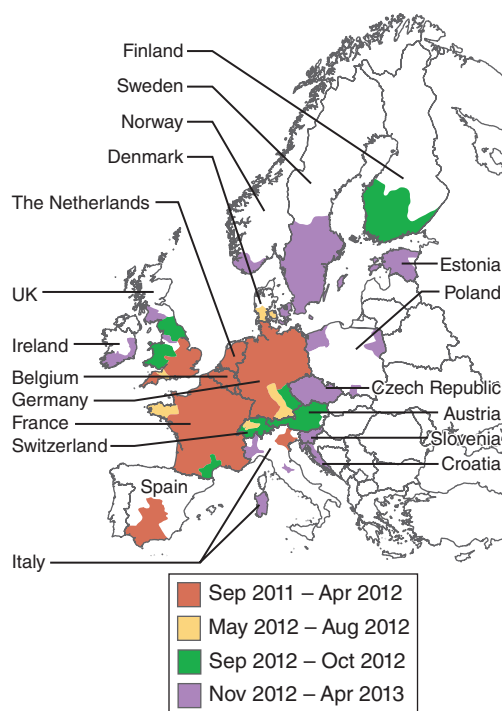 Finland
Sweden
Norway
Denmark
The Netherlands
Estonia
UK
Poland
Ireland
Belgium
Czech Republic
Germany
Austria
France
Switzerland
Slovenia
Croatia
Spain
Italy
Sep 2011 – Apr 2012
May 2012 – Aug 2012
Sep 2012 – Oct 2012
Nov 2012 – Apr 2013